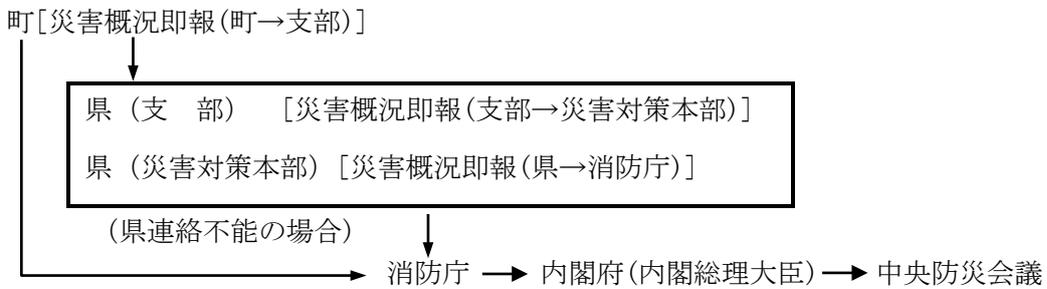 町[災害概況即報(町→支部)]
県（支　部）　[災害概況即報(支部→災害対策本部)]
県（災害対策本部）[災害概況即報(県→消防庁)]
(県連絡不能の場合)
消防庁 → 内閣府(内閣総理大臣) → 中央防災会議